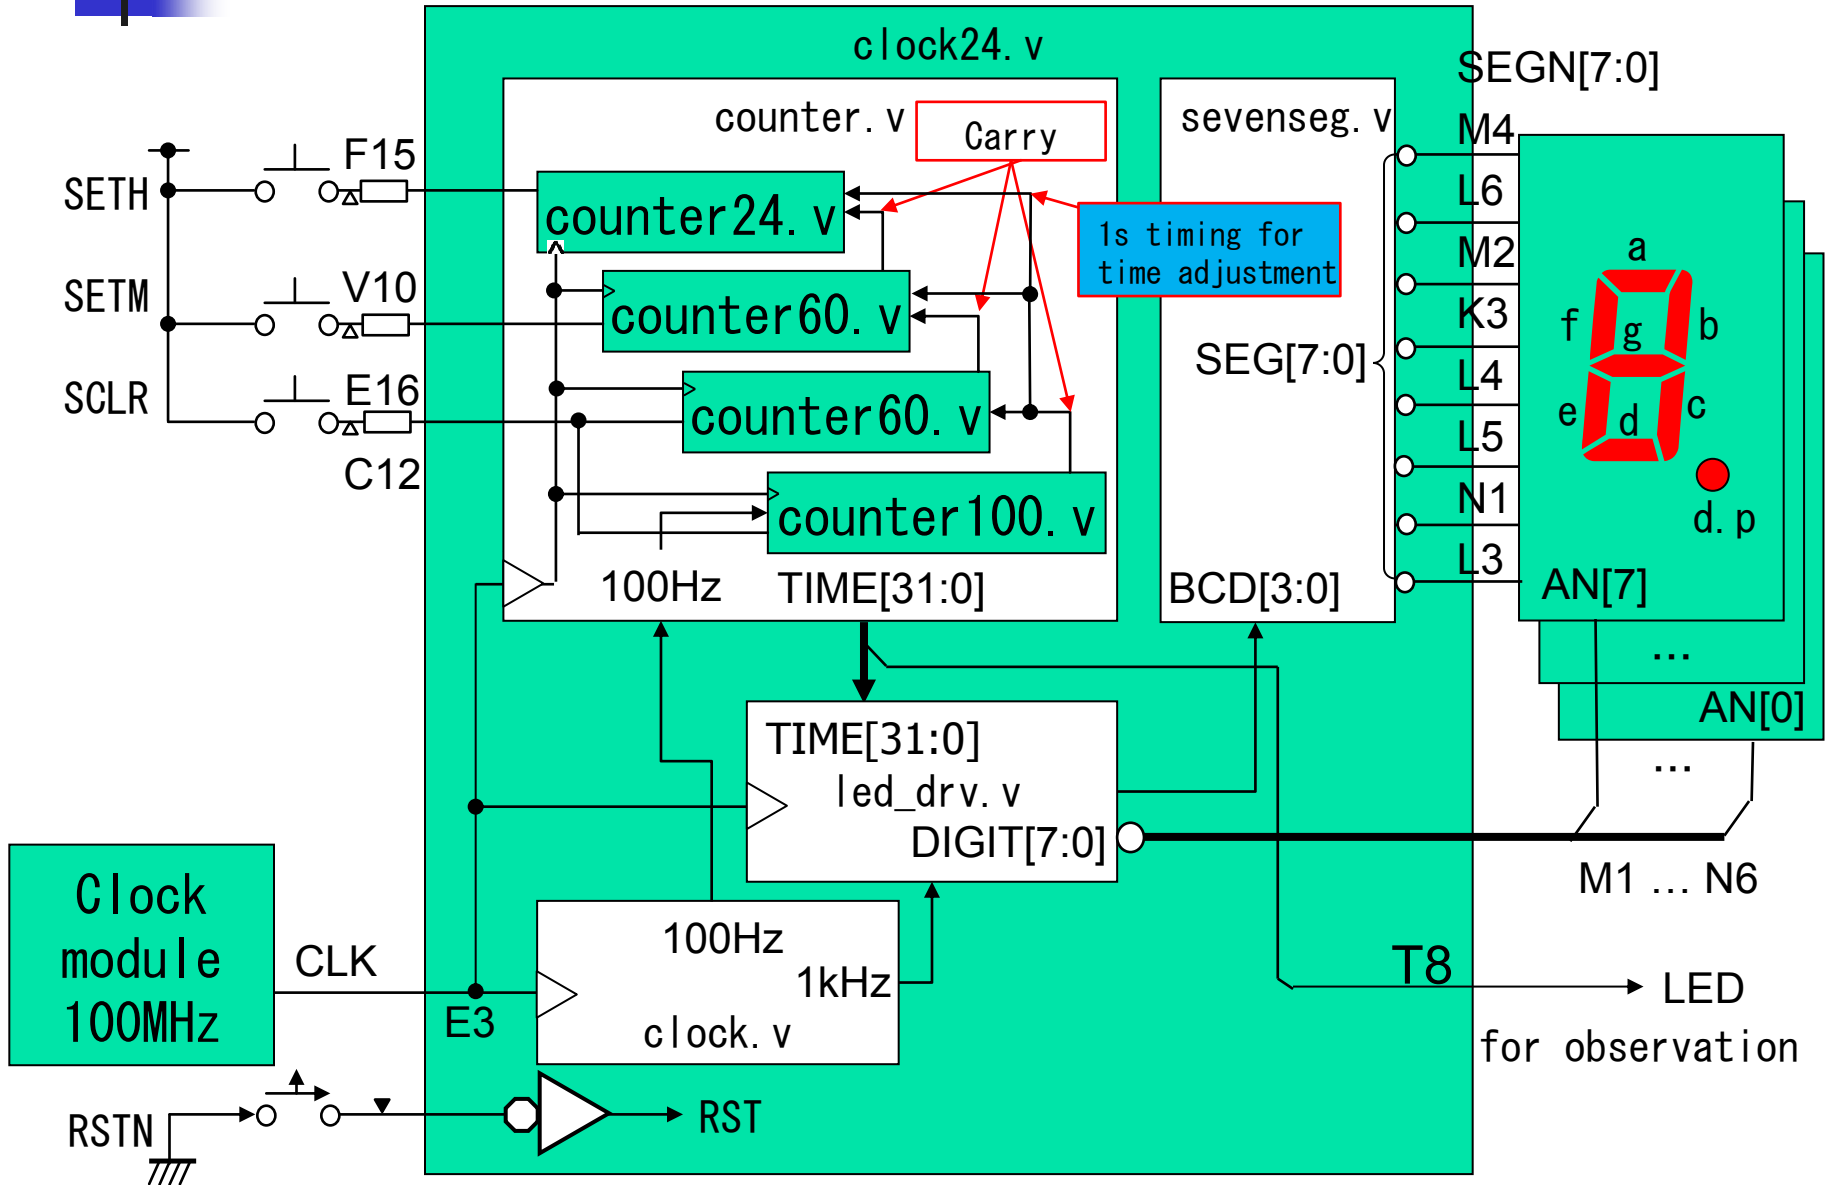 clock24.v
SEGN[7:0]
counter.v
Carry
sevenseg.v
M4
F15
SETH
counter24.v
L6
1s timing for
time adjustment
M2
a
V10
SETM
counter60.v
K3
f
g
b
SEG[7:0]
E16
SCLR
counter60.v
L4
e
d
c
L5
C12
counter100.v
N1
d.p
100Hz
TIME[31:0]
BCD[3:0]
L3
AN[7]
...
AN[0]
TIME[31:0]
led_drv.v
...
DIGIT[7:0]
M1 ... N6
Clock
module
100MHz
CLK
E3
100Hz
1kHz
clock.v
T8
LED
for observation
RSTN
RST